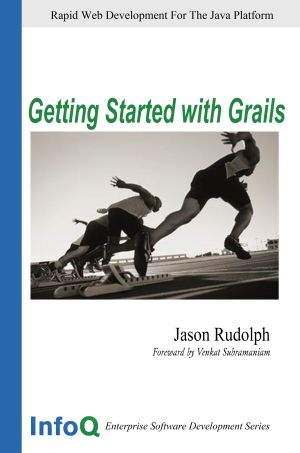 Rapid Web Development For The Java Platform
Getting Started with Grails
Jason Rudolph
Foreword by Venkat Subramaniam
InfoQ Enterprise Software Development Series